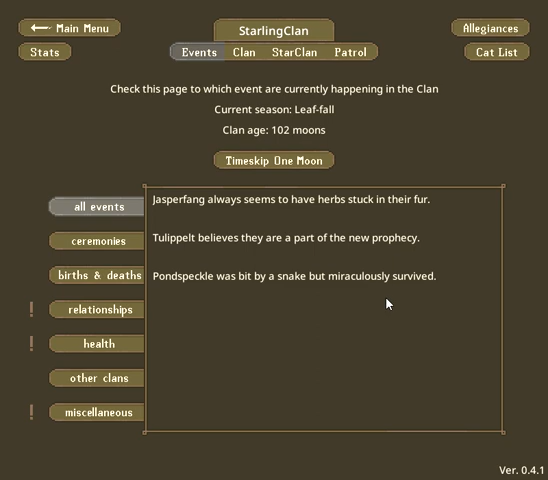 Main Menu
StarlingClan
Allegiances
Stats
Events
Clan
StarClan
Patrol
Cat List
Check this page to which event are currently happening in the Clan
Current season: Leaf-fall
Clan age: 102 moons
Timeskip One Moon
all events
Jasperfang always seems to have herbs stuck in their fur.
ceremonies
Tulippelt believes they are a part of the new prophecy.
births & deaths
Pondspeckle was bit by a snake but miraculously survived.
! relationships
! health
other clans
! miscellaneous
Ver. 0.4.1